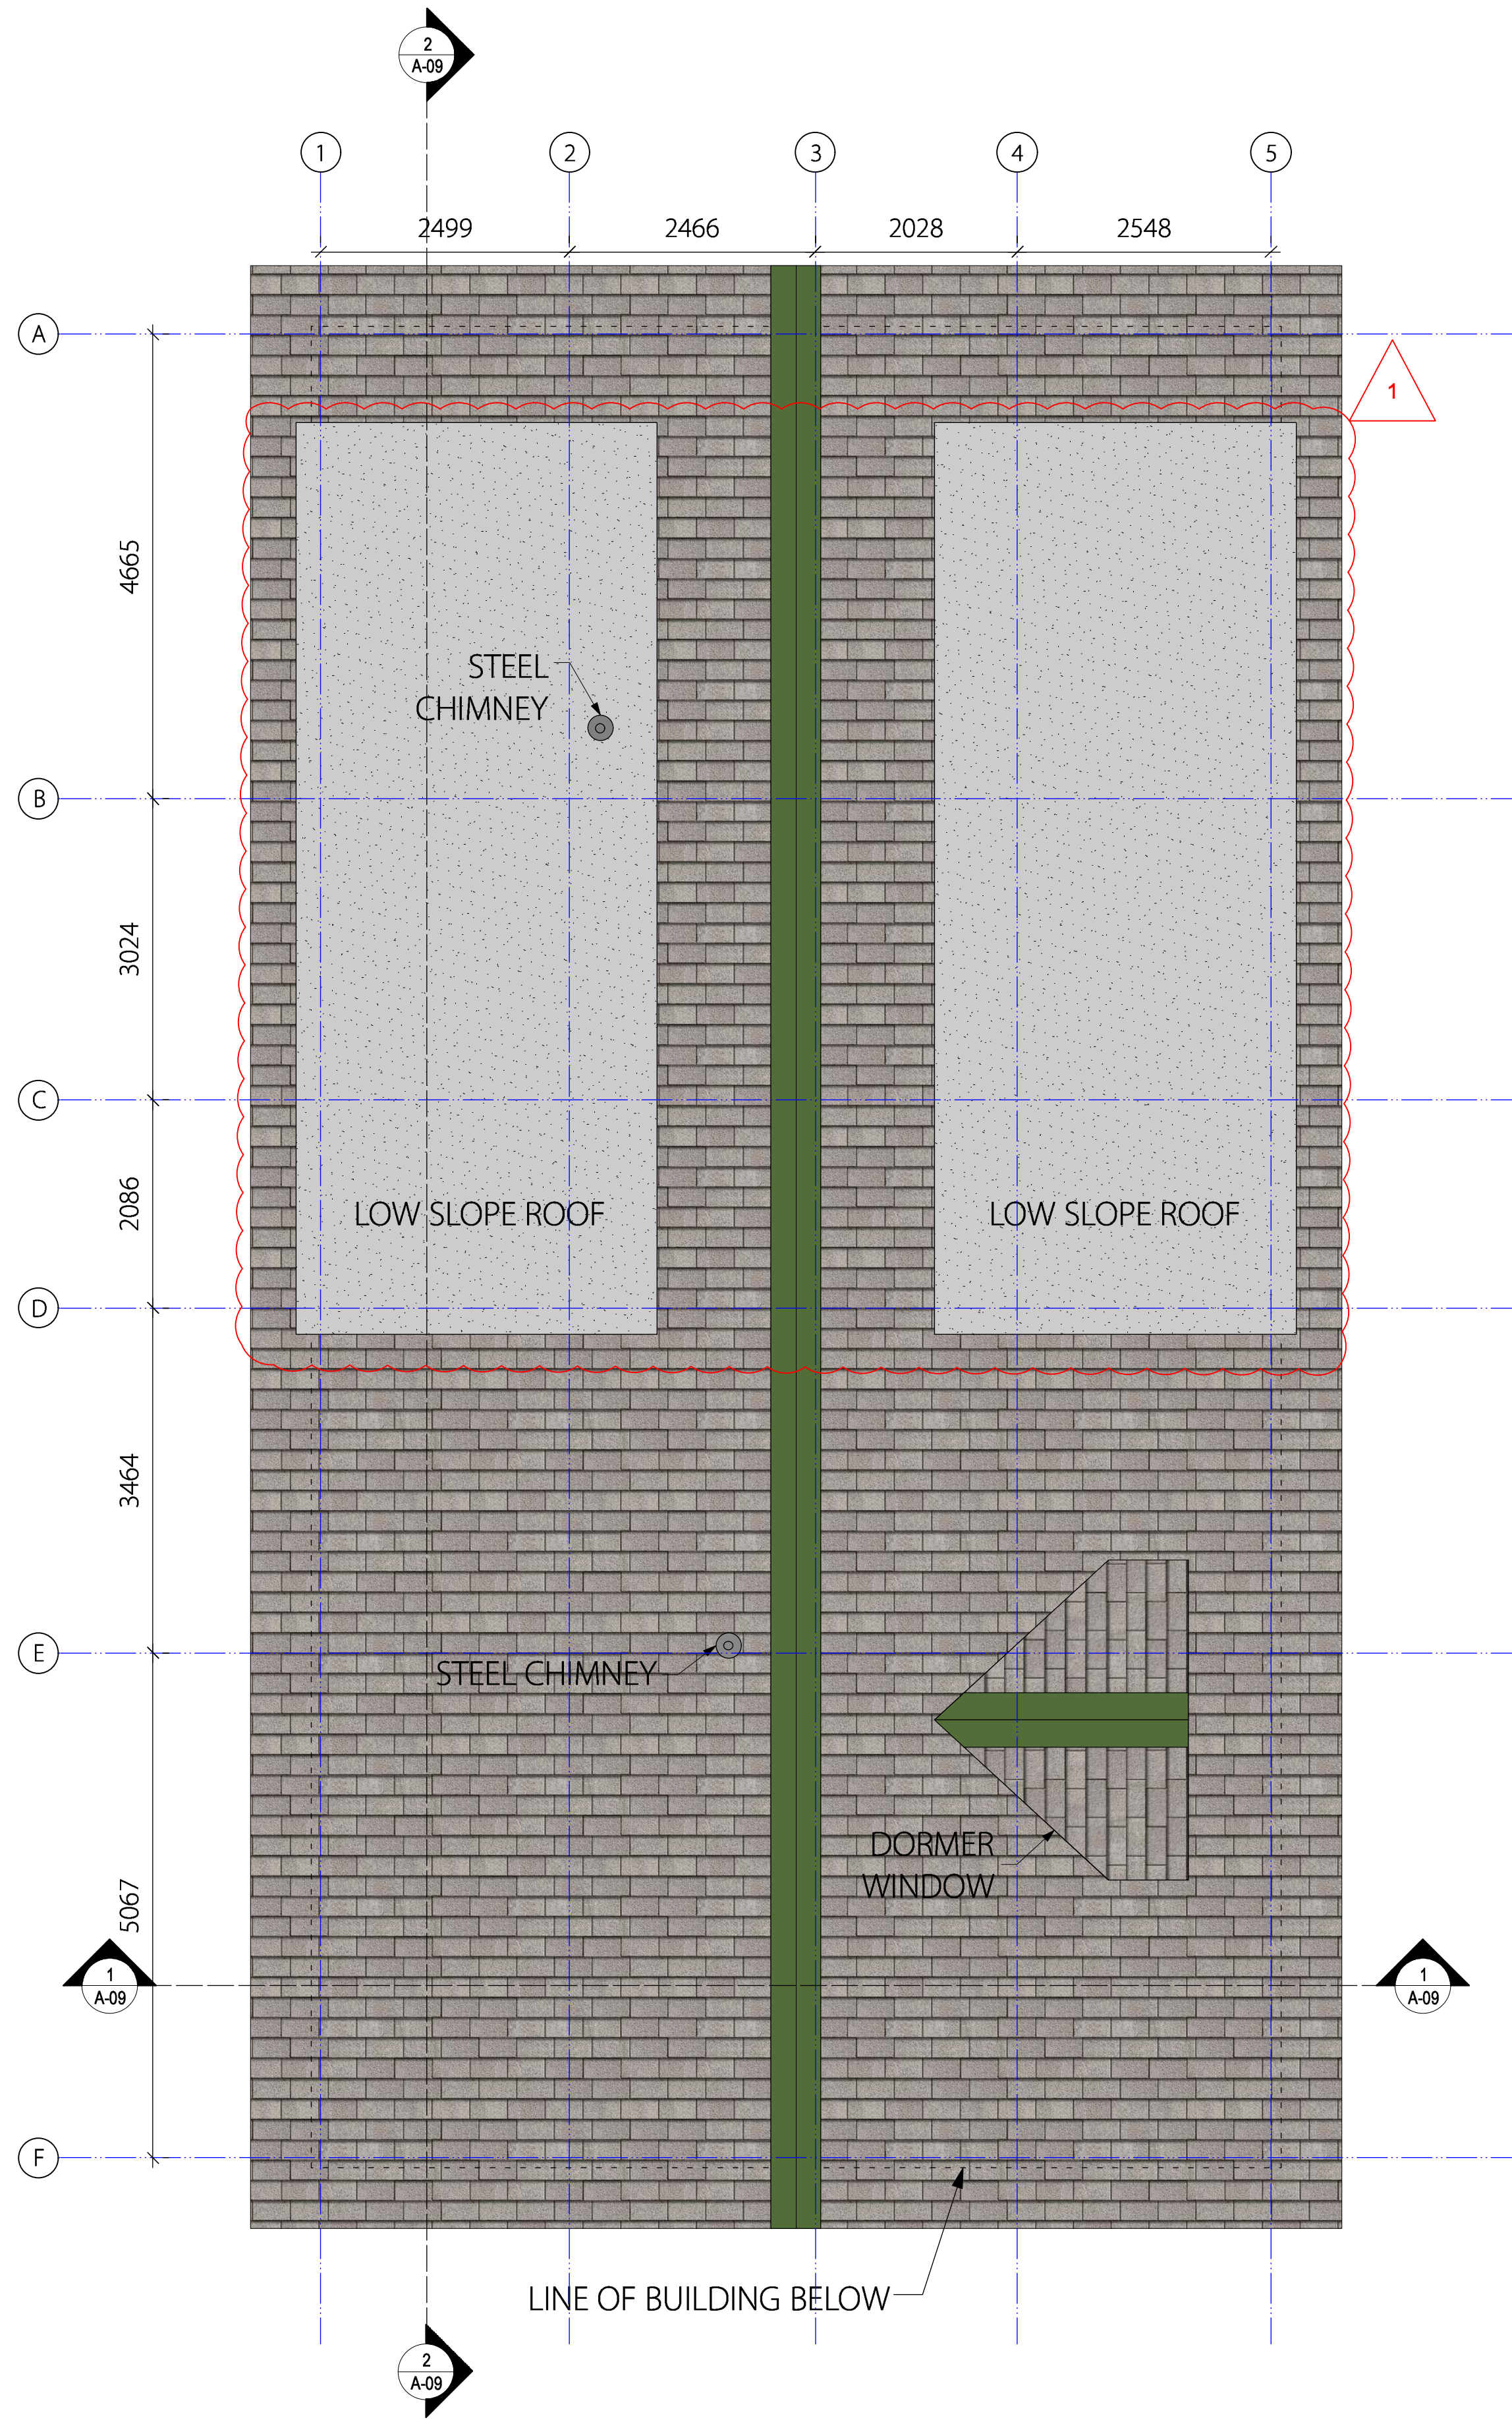 2
A-09
1
2
3
4
5
2499
2466
2028
2548
A
1
4665
STEEL
CHIMNEY
B
3024
C
2086
LOW SLOPE ROOF
LOW SLOPE ROOF
D
3464
E
STEEL CHIMNEY
DORMER
WINDOW
5067
1
A-09
1
A-09
F
LINE OF BUILDING BELOW
2
A-09